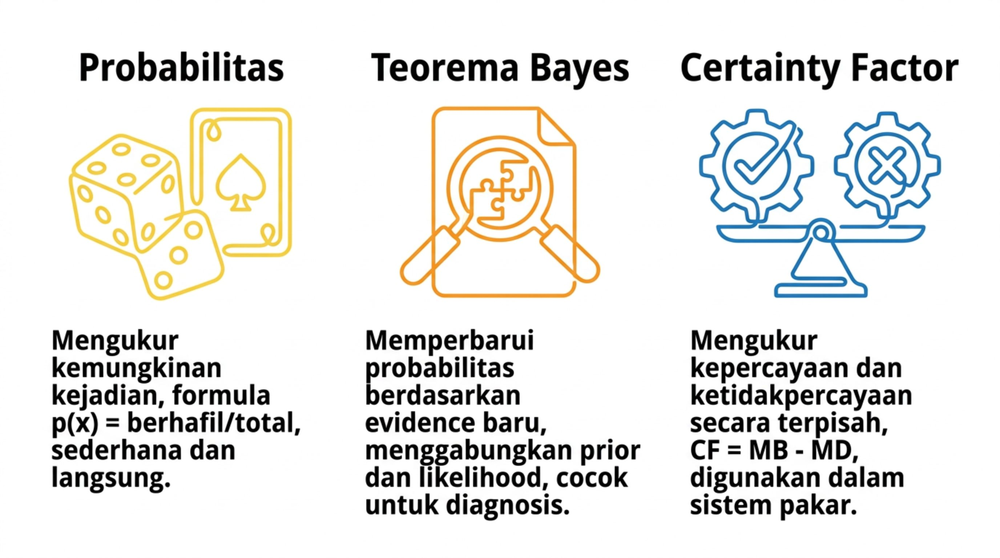 Probabilitas
Mengukur
kemungkinan
kejadian, formula
p(x) = berhafil/total,
sederhana dan
langsung.
Teorema Bayes
Memperbarui
probabilitas
berdasarkan
evidence baru,
menggabungkan prior
dan likelihood, cocok
untuk diagnosis.
Certainty Factor
Mengukur
kepercayaan dan
ketidakpercayaan
secara terpisah,
CF = MB - MD,
digunakan dalam
sistem pakar.